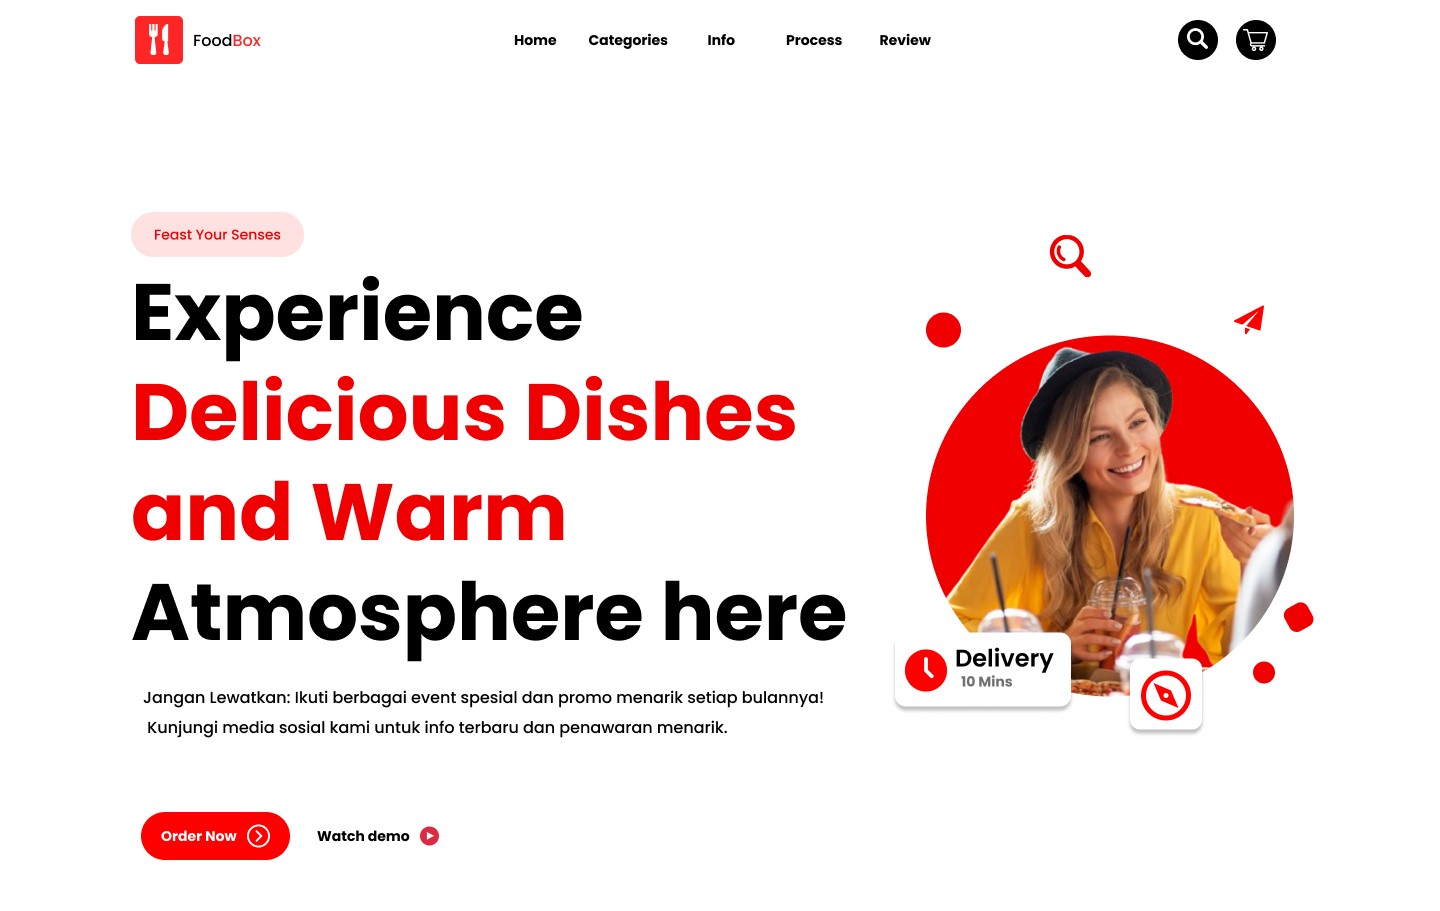 FoodBox
Home
Categories
Info
Process
Review
Feast Your Senses
Experience
Delicious Dishes
and Warm
Atmosphere here
Jangan Lewatkan: Ikuti berbagai event spesial dan promo menarik setiap bulannya!
Kunjungi media sosial kami untuk info terbaru dan penawaran menarik.
Order Now
Watch demo
Delivery
10 Mins